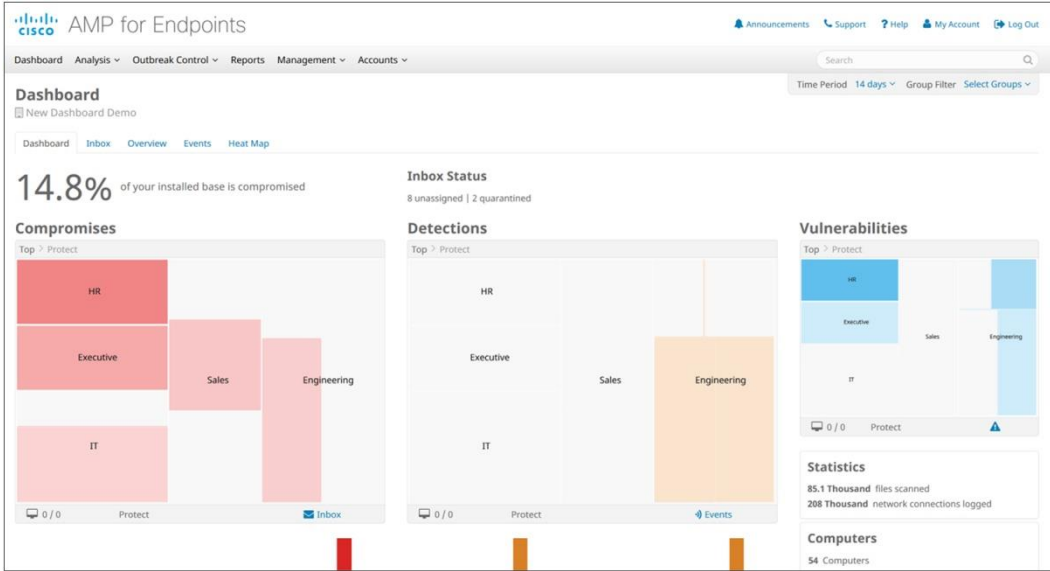 CISCO AMP for Endpoints
Announcements Support ? Help My Account Log Out
Dashboard Analysis Outbreak Control Reports Management Accounts
Search
Time Period 14 days Group Filter Select Groups
Dashboard
New Dashboard Demo
Dashboard Inbox Overview Events Heat Map
14.8% of your installed base is compromised
Inbox Status
8 unassigned | 2 quarantined
Compromises
Top > Protect
HR
Executive
Sales
Engineering
IT
0 / 0 Protect Inbox
Detections
Top > Protect
HR
Executive
Sales
Engineering
IT
0 / 0 Protect Events
Vulnerabilities
Top > Protect
HR
Executive
Sales
Engineering
IT
0 / 0 Protect
Statistics
85.1 Thousand files scanned
208 Thousand network connections logged
Computers
54 Computers